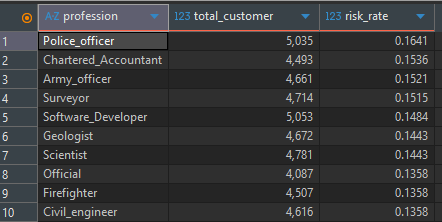 A-Z profession 123 total_customer 123 risk_rate
1 Police_officer 5,035 0.1641
2 Chartered_Accountant 4,493 0.1536
3 Army_officer 4,661 0.1521
4 Surveyor 4,714 0.1515
5 Software_Developer 5,053 0.1484
6 Geologist 4,672 0.1443
7 Scientist 4,781 0.1443
8 Official 4,087 0.1358
9 Firefighter 4,507 0.1358
10 Civil_engineer 4,616 0.1358